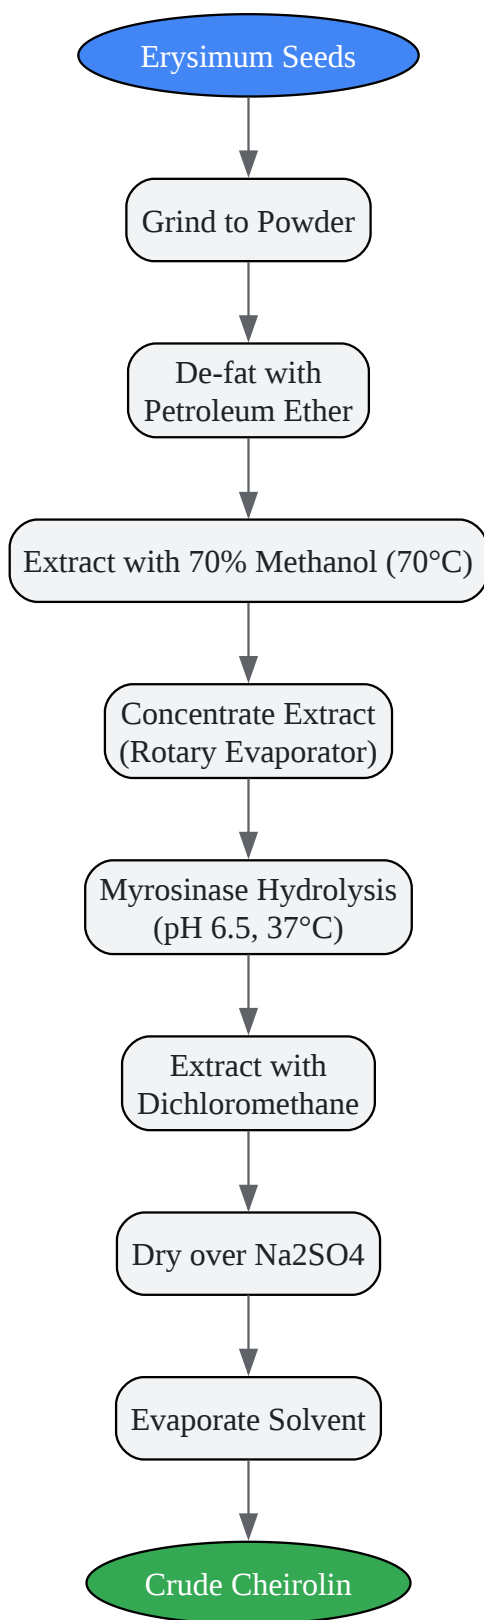 Erysimum Seeds
Grind to Powder
De-fat with
Petroleum Ether
Extract with 70% Methanol (70°C)
Concentrate Extract
(Rotary Evaporator)
Myrosinase Hydrolysis
(pH 6.5, 37°C)
Extract with
Dichloromethane
Dry over Na2SO4
Evaporate Solvent
Crude Cheirolin